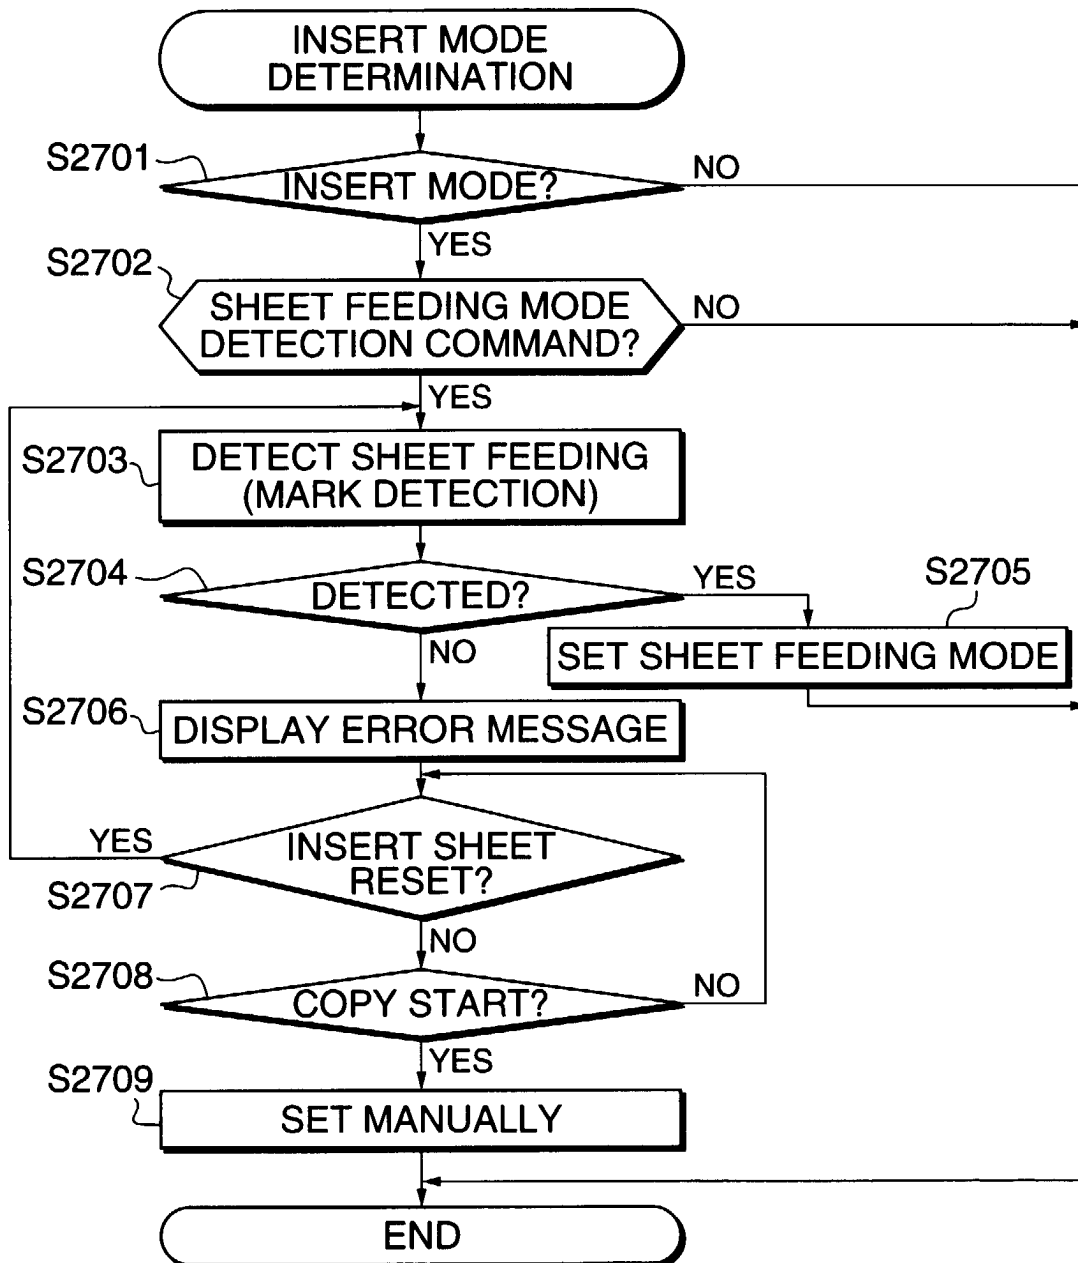 INSERT MODE
DETERMINATION
S2701
INSERT MODE?
NO
YES
S2702
SHEET FEEDING MODE
DETECTION COMMAND?
NO
YES
S2703
DETECT SHEET FEEDING
(MARK DETECTION)
S2704
DETECTED?
YES
S2705
SET SHEET FEEDING MODE
NO
S2706
DISPLAY ERROR MESSAGE
YES
INSERT SHEET
RESET?
S2707
NO
S2708
COPY START?
NO
YES
S2709
SET MANUALLY
END